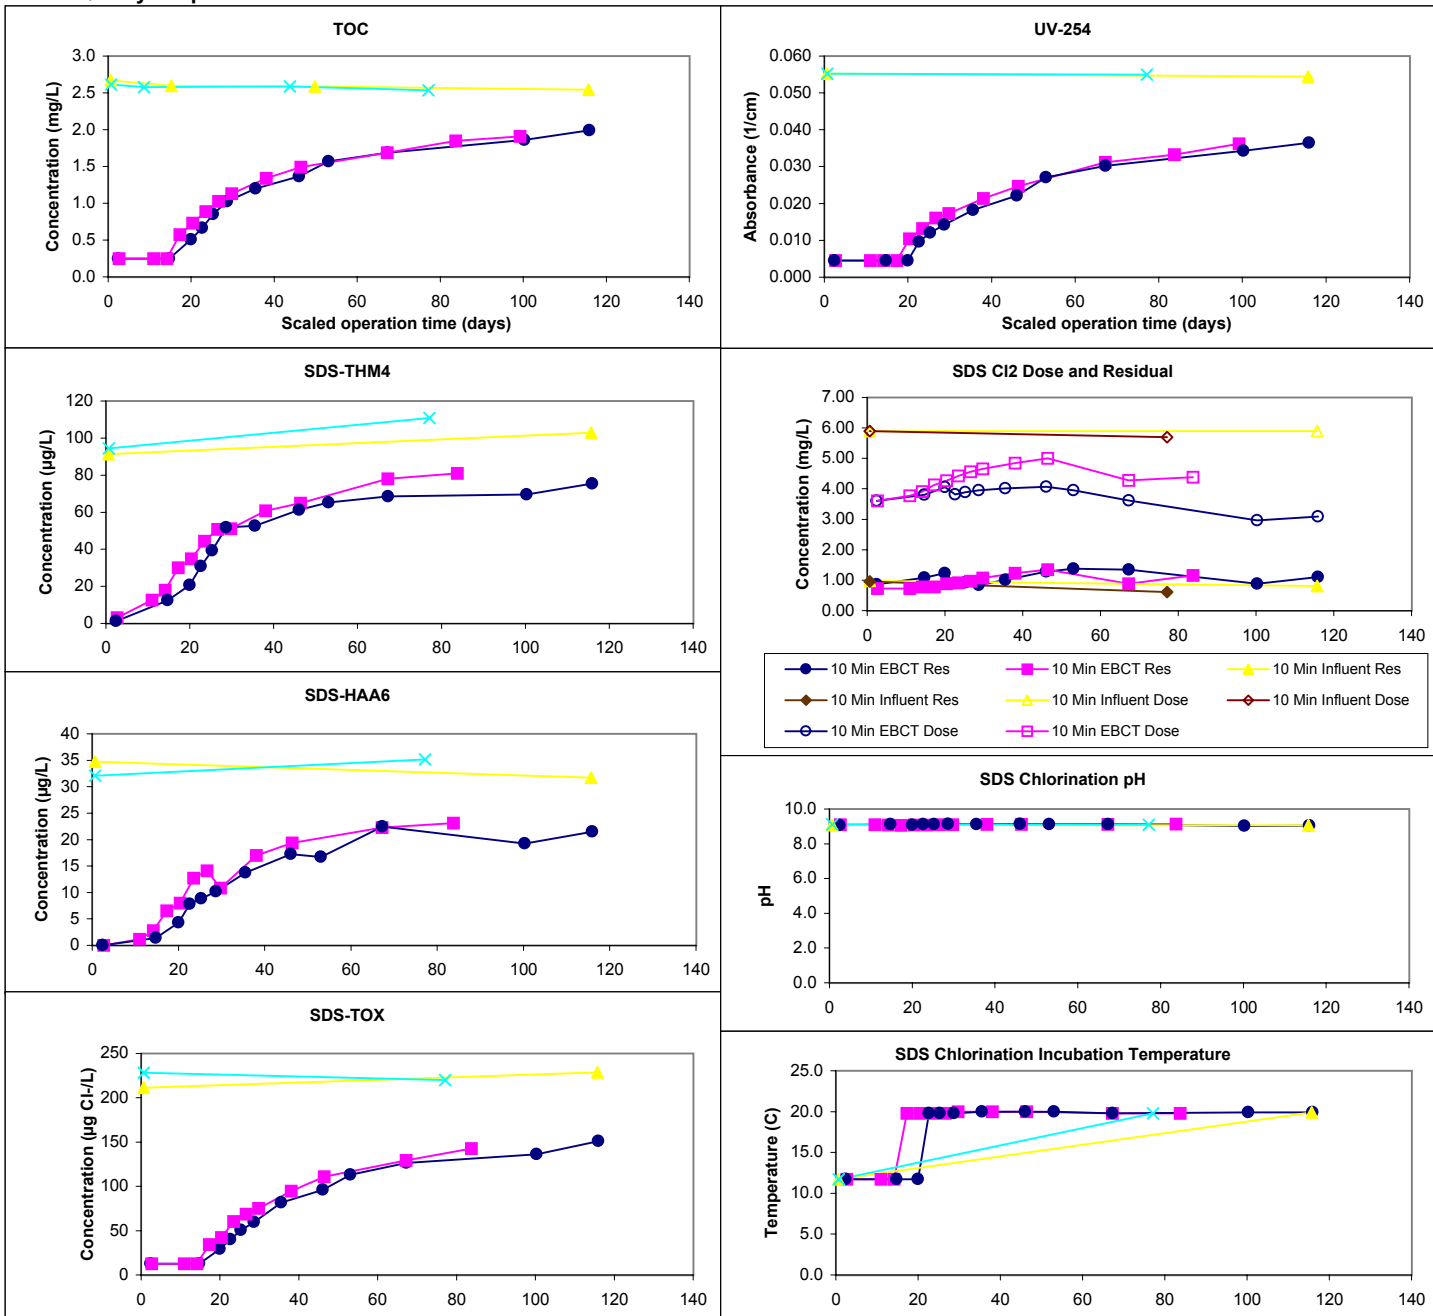 TOC
3.0
2.5
2.0
1.5
1.0
0.5
0.0
Concentration (mg/L)
0 20 40 60 80 100 120 140
Scaled operation time (days)
UV-254
0.060
0.050
0.040
0.030
0.020
0.010
0.000
Absorbance (1/cm)
0 20 40 60 80 100 120 140
Scaled operation time (days)
SDS-THM4
120
100
80
60
40
20
0
Concentration (µg/L)
0 20 40 60 80 100 120 140
SDS Cl2 Dose and Residual
7.00
6.00
5.00
4.00
3.00
2.00
1.00
0.00
Concentration (mg/L)
0 20 40 60 80 100 120 140
10 Min EBCT Res 10 Min EBCT Res 10 Min Influent Res
10 Min Influent Res 10 Min Influent Dose 10 Min Influent Dose
10 Min EBCT Dose 10 Min EBCT Dose
SDS-HAA6
40
35
30
25
20
15
10
5
0
Concentration (µg/L)
0 20 40 60 80 100 120 140
SDS Chlorination pH
10.0
8.0
6.0
4.0
2.0
0.0
pH
0 20 40 60 80 100 120 140
SDS-TOX
250
200
150
100
50
0
Concentration (µg Cl-/L)
0 20 40 60 80 100 120 140
SDS Chlorination Incubation Temperature
25.0
20.0
15.0
10.0
5.0
0.0
Temperature (C)
0 20 40 60 80 100 120 140